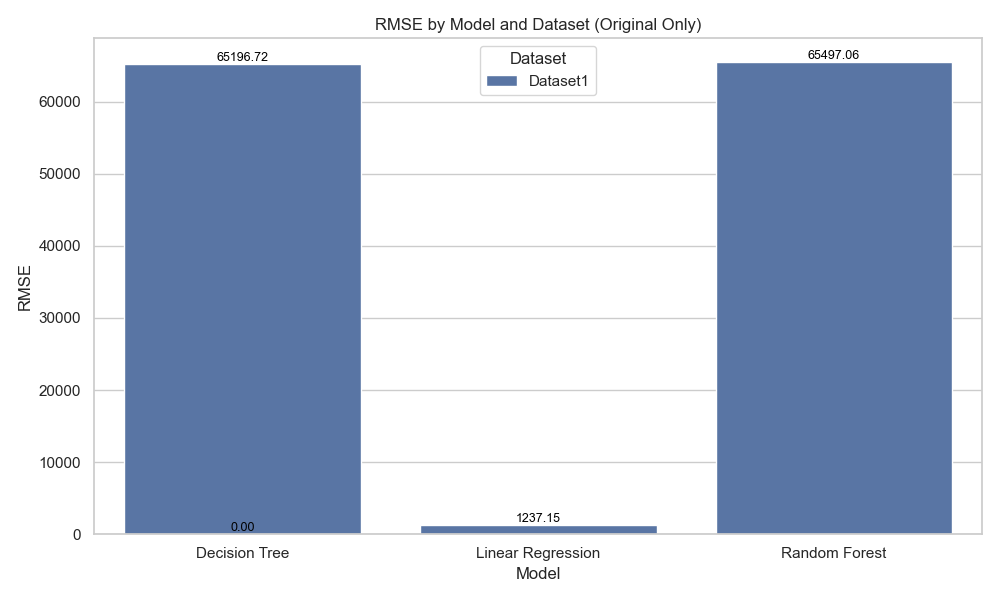 RMSE by Model and Dataset (Original Only)
65196.72
65497.06
Dataset
Dataset1
60000
50000
40000
30000
20000
10000
0
RMSE
1237.15
0.00
Decision Tree
Linear Regression
Random Forest
Model